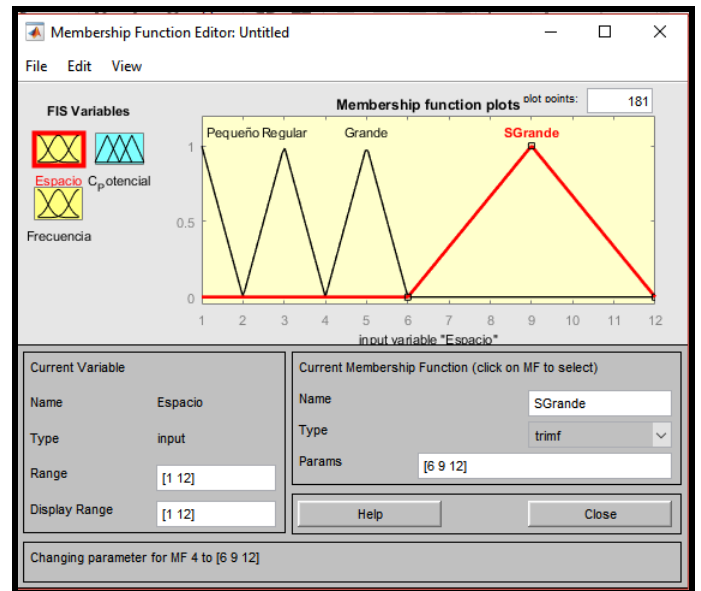 Membership Function Editor: Untitled
File Edit View
FIS Variables
Espacio
C_potencial
Frecuencia
Membership function plots
plot points:
181
Pequeño Regular Grande SGrande
1
0.5
0
1 2 3 4 5 6 7 8 9 10 11 12
input variable "Espacio"
Current Variable
Name Espacio
Type input
Range [1 12]
Display Range [1 12]
Current Membership Function (click on MF to select)
Name SGrande
Type trimf
Params [6 9 12]
Help Close
Changing parameter for MF 4 to [6 9 12]